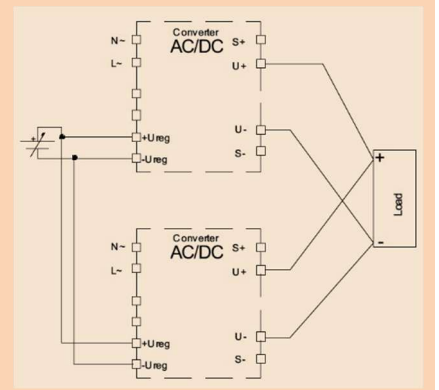 Converter
AC/DC
N~
S+
L~
U+
+Ureg
U-
-Ureg
S-
+
+
Load
-
Converter
AC/DC
N~
S+
L~
U+
+Ureg
U-
-Ureg
S-